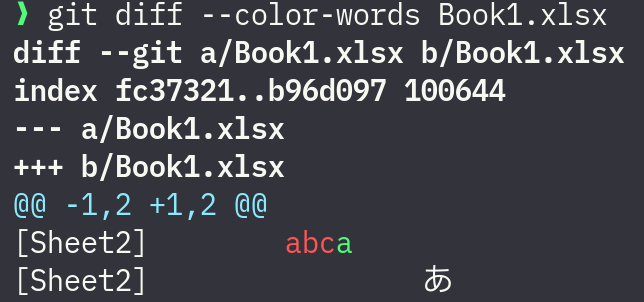 ❯ git diff --color-words Book1.xlsx
diff --git a/Book1.xlsx b/Book1.xlsx
index fc37321..b96d097 100644
--- a/Book1.xlsx
+++ b/Book1.xlsx
@@ -1,2 +1,2 @@
[Sheet2]        abca
[Sheet2]                あ